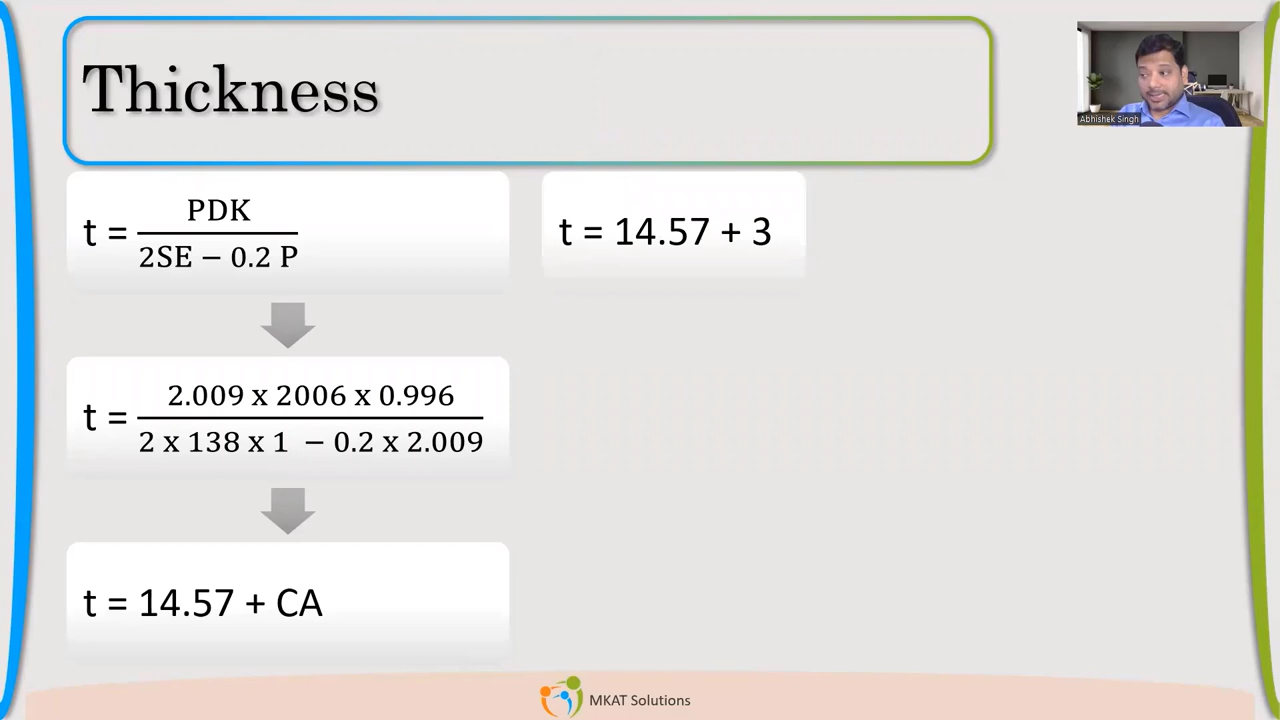 Thickness
Abhishek Singh
t = PDK / 2SE − 0.2 P
t = 14.57 + 3
t = 2.009 x 2006 x 0.996 / 2 x 138 x 1 − 0.2 x 2.009
t = 14.57 + CA
MKAT Solutions